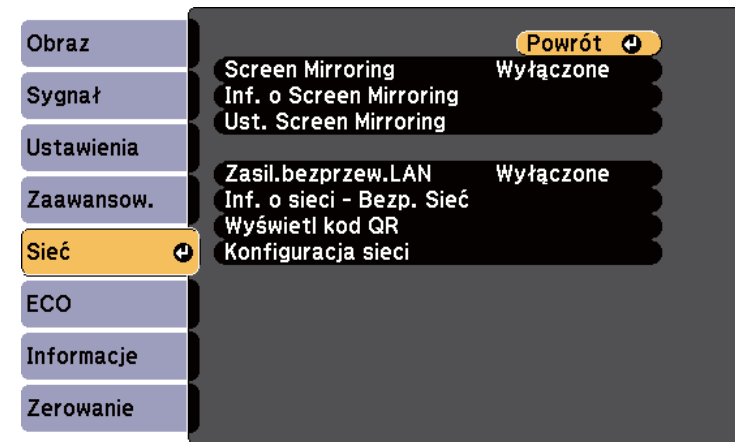 Obraz
Sygnał
Ustawienia
Zaawansow.
Sieć
ECO
Informacje
Zerowanie
Powrót
Screen Mirroring Wyłączone
Inf. o Screen Mirroring
Ust. Screen Mirroring
Zasil.bezprzew.LAN Wyłączone
Inf. o sieci - Bezp. Sieć
Wyświetl kod QR
Konfiguracja sieci